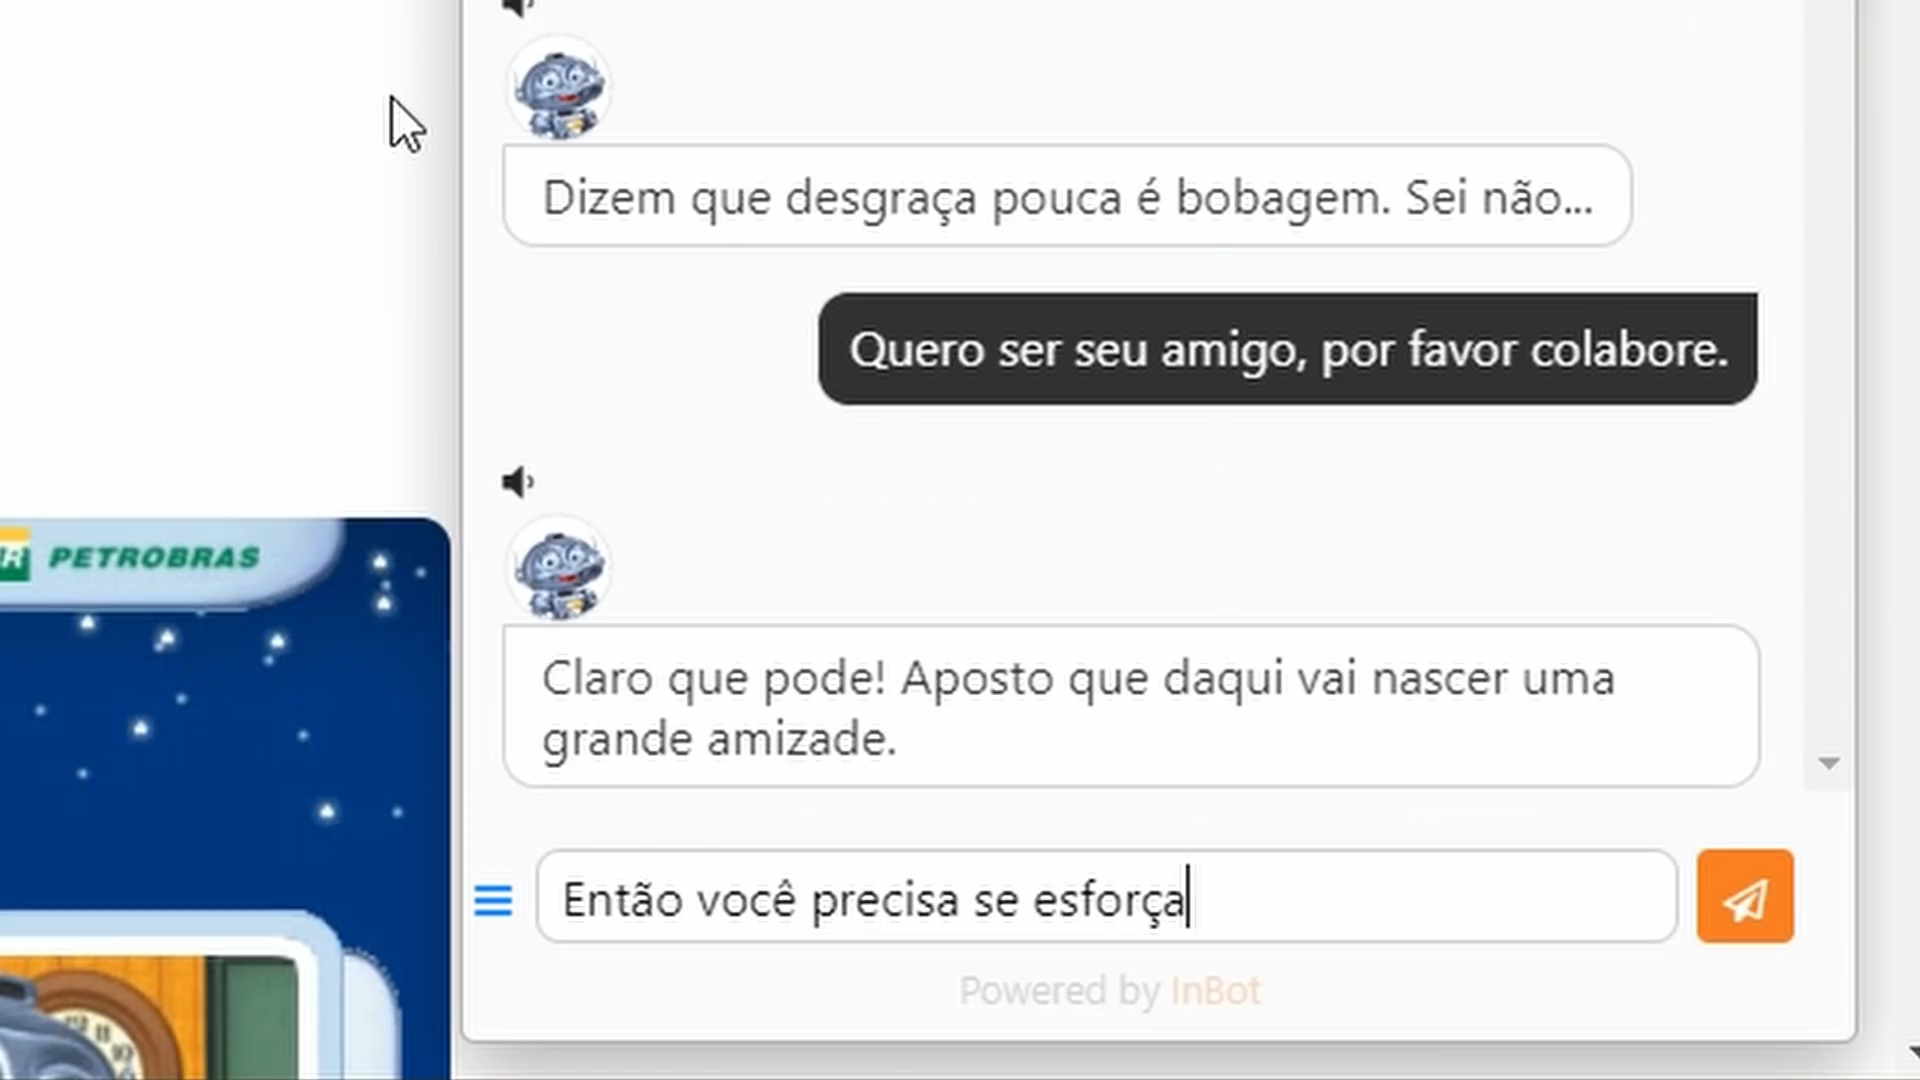 Dizem que desgraça pouca é bobagem. Sei não...
Quero ser seu amigo, por favor colabore.
PETROBRAS
Claro que pode! Aposto que daqui vai nascer uma
grande amizade.
Então você precisa se esforça
Powered by InBot